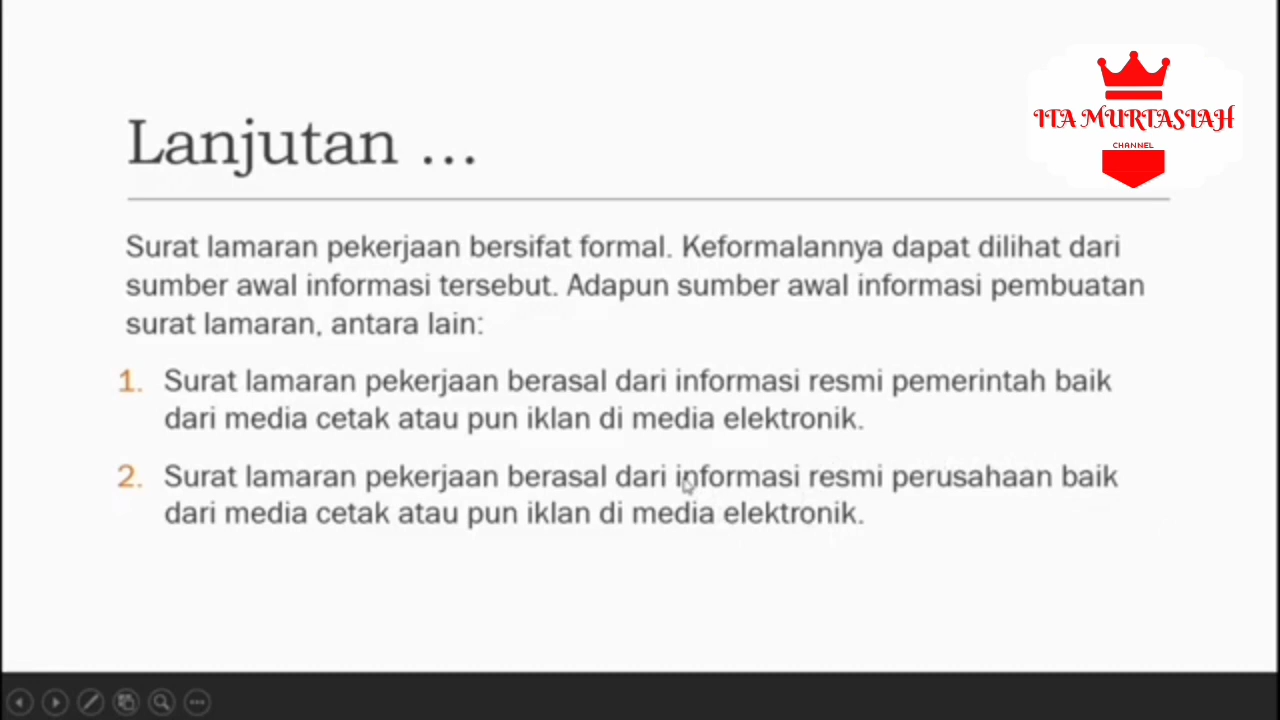 Lanjutan ...
ITA MURTASIAH
CHANNEL
Surat lamaran pekerjaan bersifat formal. Keformalannya dapat dilihat dari
sumber awal informasi tersebut. Adapun sumber awal informasi pembuatan
surat lamaran, antara lain:
1. Surat lamaran pekerjaan berasal dari informasi resmi pemerintah baik
dari media cetak atau pun iklan di media elektronik.
2. Surat lamaran pekerjaan berasal dari informasi resmi perusahaan baik
dari media cetak atau pun iklan di media elektronik.